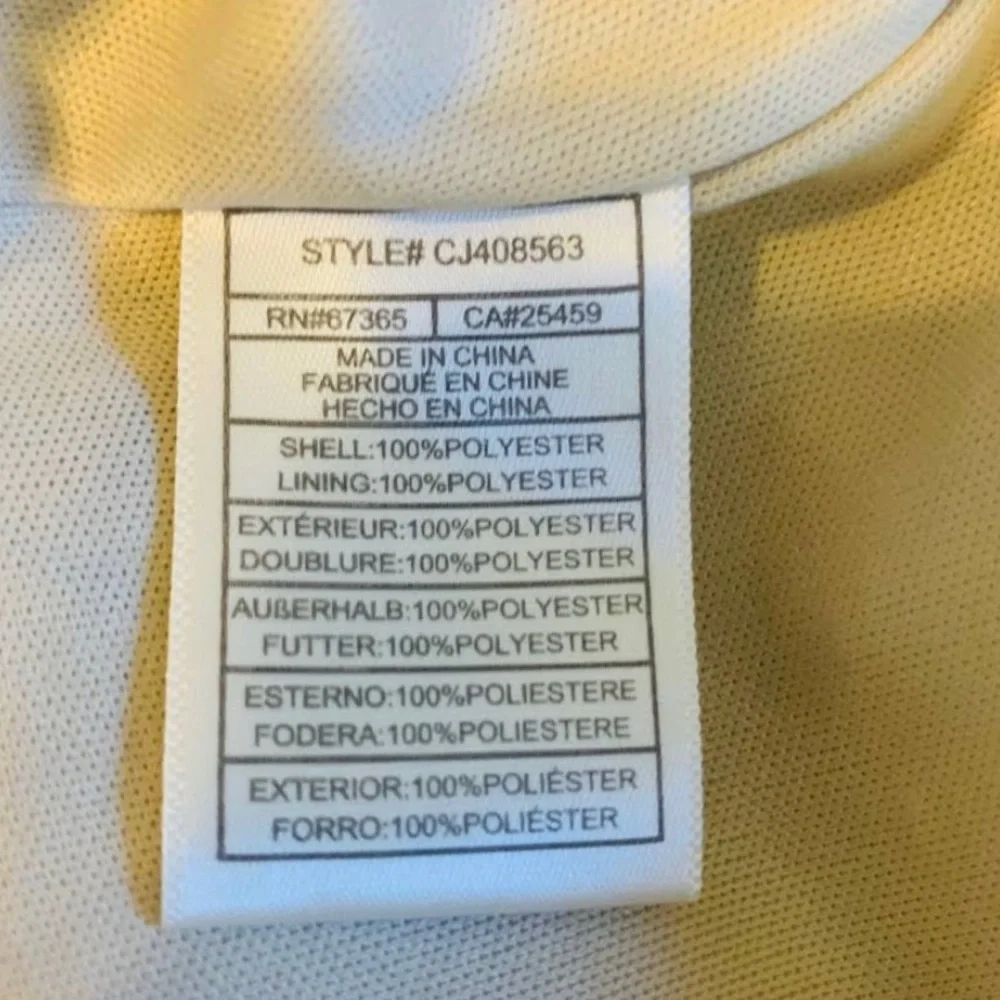 STYLE# CJ408563
RN#67365 CA#25459
MADE IN CHINA
FABRIQUÉ EN CHINE
HECHO EN CHINA
SHELL:100%POLYESTER
LINING:100%POLYESTER
EXTÉRIEUR:100%POLYESTER
DOUBLURE:100%POLYESTER
AUßERHALB:100%POLYESTER
FUTTER:100%POLYESTER
ESTERNO:100%POLIESTERE
FODERA:100%POLIESTERE
EXTERIOR:100%POLIÉSTER
FORRO:100%POLIÉSTER